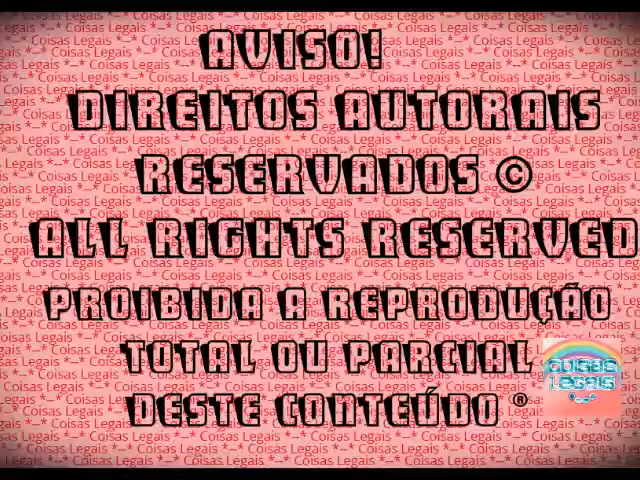 AVISO!
DIREITOS AUTORAIS
RESERVADOS ©
ALL RIGHTS RESERVED
PROIBIDA A REPRODUÇÃO
TOTAL OU PARCIAL
DESTE CONTEÚDO ®
COISAS
LEGAIS
*_*